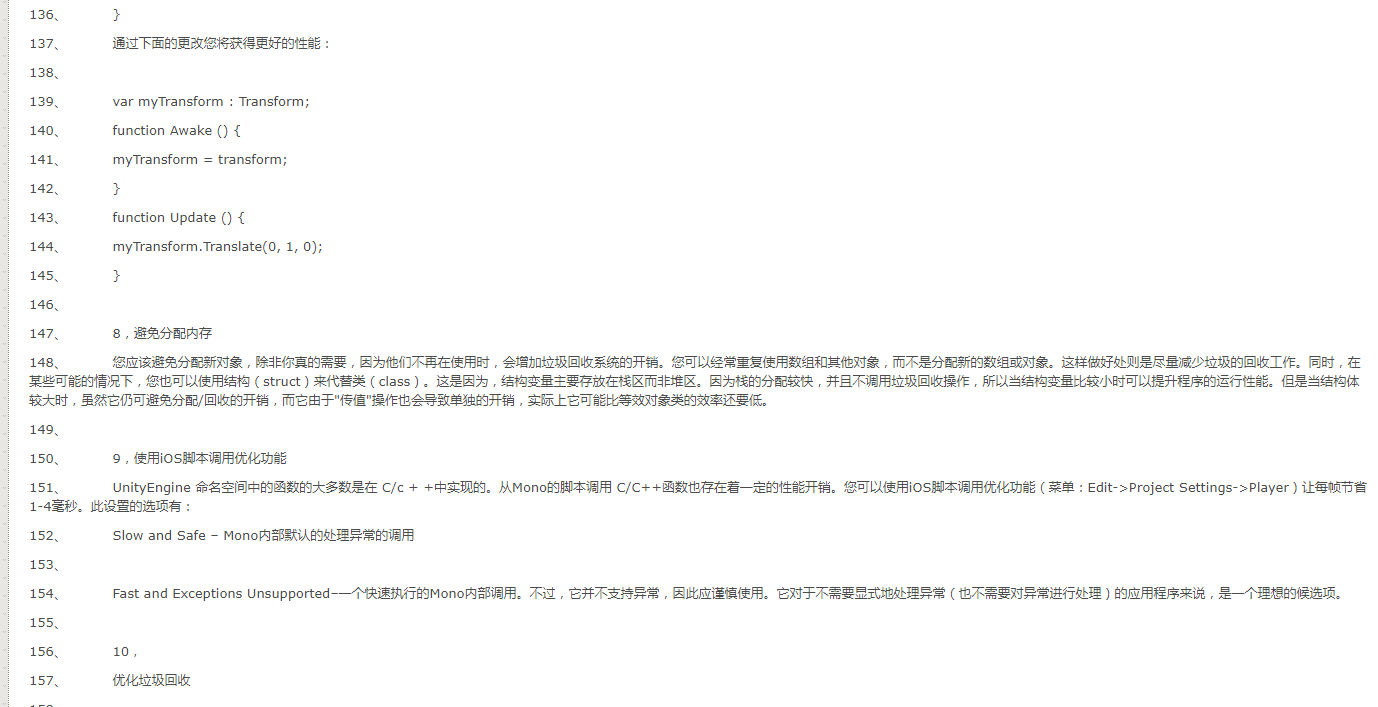 136、 }
137、 通过下面的更改您将获得更好的性能：
138、
139、 var myTransform : Transform;
140、 function Awake () {
141、 myTransform = transform;
142、 }
143、 function Update () {
144、 myTransform.Translate(0, 1, 0);
145、 }
146、
147、 8，避免分配内存
148、 您应该避免分配新对象，除非你真的需要，因为他们不再在使用时，会增加垃圾回收系统的开销。您可以经常重复使用数组和其他对象，而不是分配新的数组或对象。这样做好处则是尽量减少垃圾的回收工作。同时，在
某些可能的情况下，您也可以使用结构（struct）来代替类（class）。这是因为，结构变量主要存放在栈区而非堆区。因为栈的分配较快，并且不调用垃圾回收操作，所以当结构变量比较小时可以提升程序的运行性能。但是当结构体
较大时，虽然它仍可避免分配/回收的开销，而它由于"传值"操作也会导致单独的开销，实际上它可能比等效对象类的效率还要低。
149、
150、 9，使用iOS脚本调用优化功能
151、 UnityEngine 命名空间中的函数的大多数是在 C/c + +中实现的。从Mono的脚本调用 C/C++函数也存在着一定的性能开销。您可以使用iOS脚本调用优化功能（菜单：Edit->Project Settings->Player）让每帧节省
1-4毫秒。此设置的选项有：
152、 Slow and Safe – Mono内部默认的处理异常的调用
153、
154、 Fast and Exceptions Unsupported–一个快速执行的Mono内部调用。不过，它并不支持异常，因此应谨慎使用。它对于不需要显式地处理异常（也不需要对异常进行处理）的应用程序来说，是一个理想的候选项。
155、
156、 10，
157、 优化垃圾回收